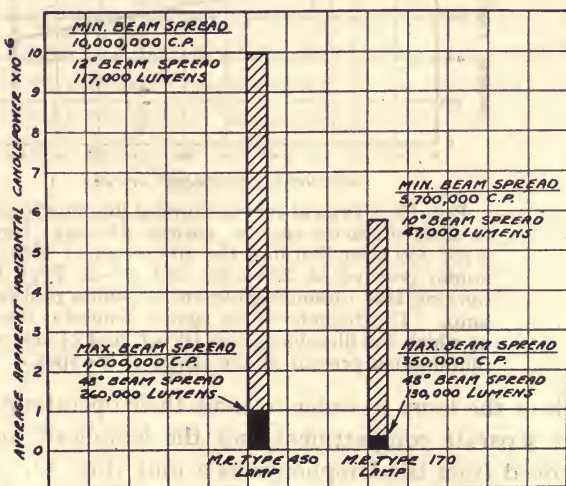 AVERAGE APPARENT HORIZONTAL CANDLEPOWER X10-6
10
9
8
7
6
5
4
3
2
1
0
MIN. BEAM SPREAD
10,000,000 C.P.
12° BEAM SPREAD
117,000 LUMENS
MIN. BEAM SPREAD
5,700,000 C.P.
10° BEAM SPREAD
47,000 LUMENS
MAX. BEAM SPREAD
1,000,000 C.P.
48° BEAM SPREAD
260,000 LUMENS
MAX. BEAM SPREAD
350,000 C.P.
48° BEAM SPREAD
130,000 LUMENS
M.R. TYPE 450
LAMP
M.R. TYPE 170
LAMP